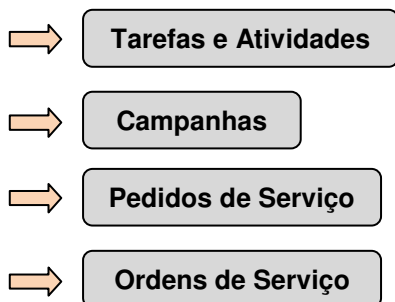 Tarefas e Atividades
Campanhas
Pedidos de Serviço
Ordens de Serviço